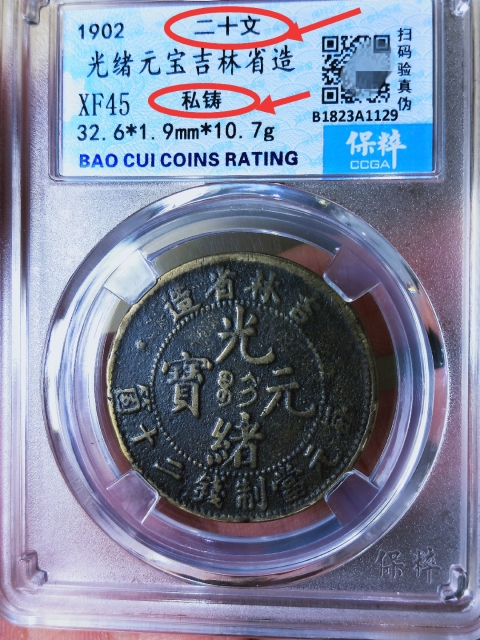 1902 二十文
光绪元宝吉林省造
XF45 私铸
32.6*1.9mm*10.7g
BAO CUI COINS RATING
扫码验真伪
B1823A1129
保粹
CCGA
造省林吉
光
寶 元
緒
箇十二錢制當元
保粹